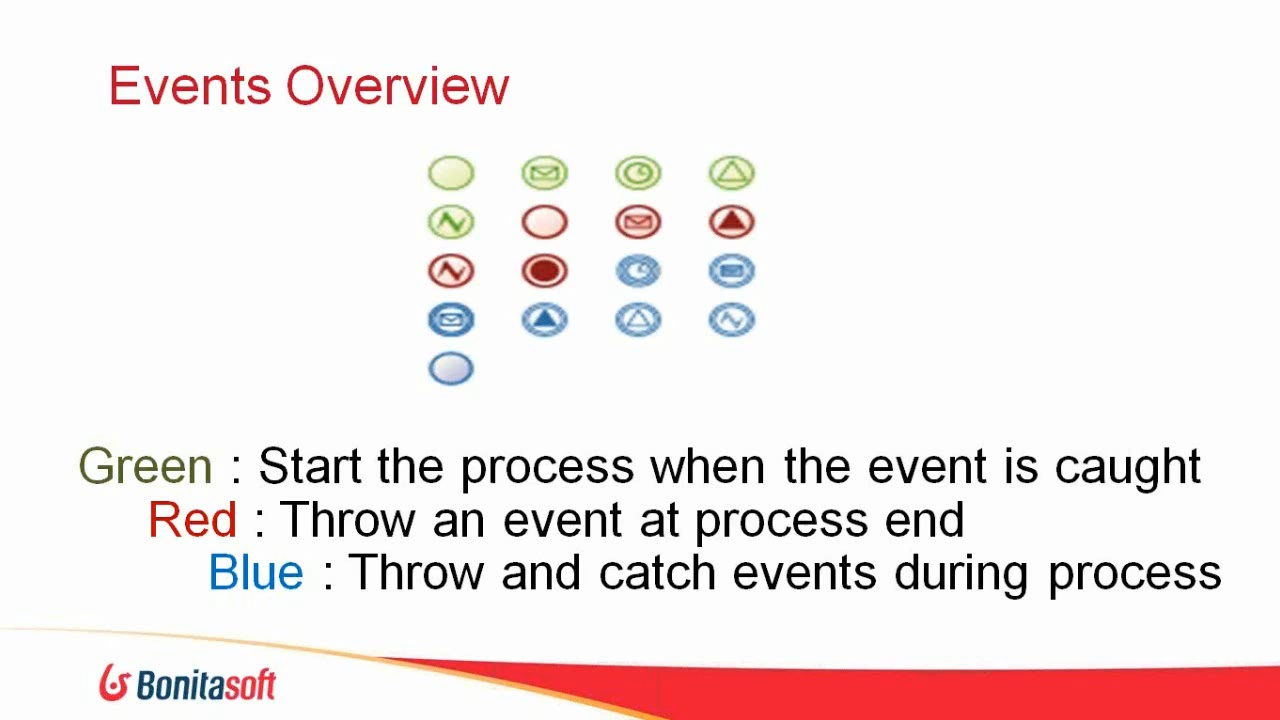 Events Overview
Green : Start the process when the event is caught
Red : Throw an event at process end
Blue : Throw and catch events during process
Bonitasoft